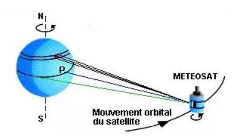 N
P
METEOSAT
Mouvement orbital
du satellite
S